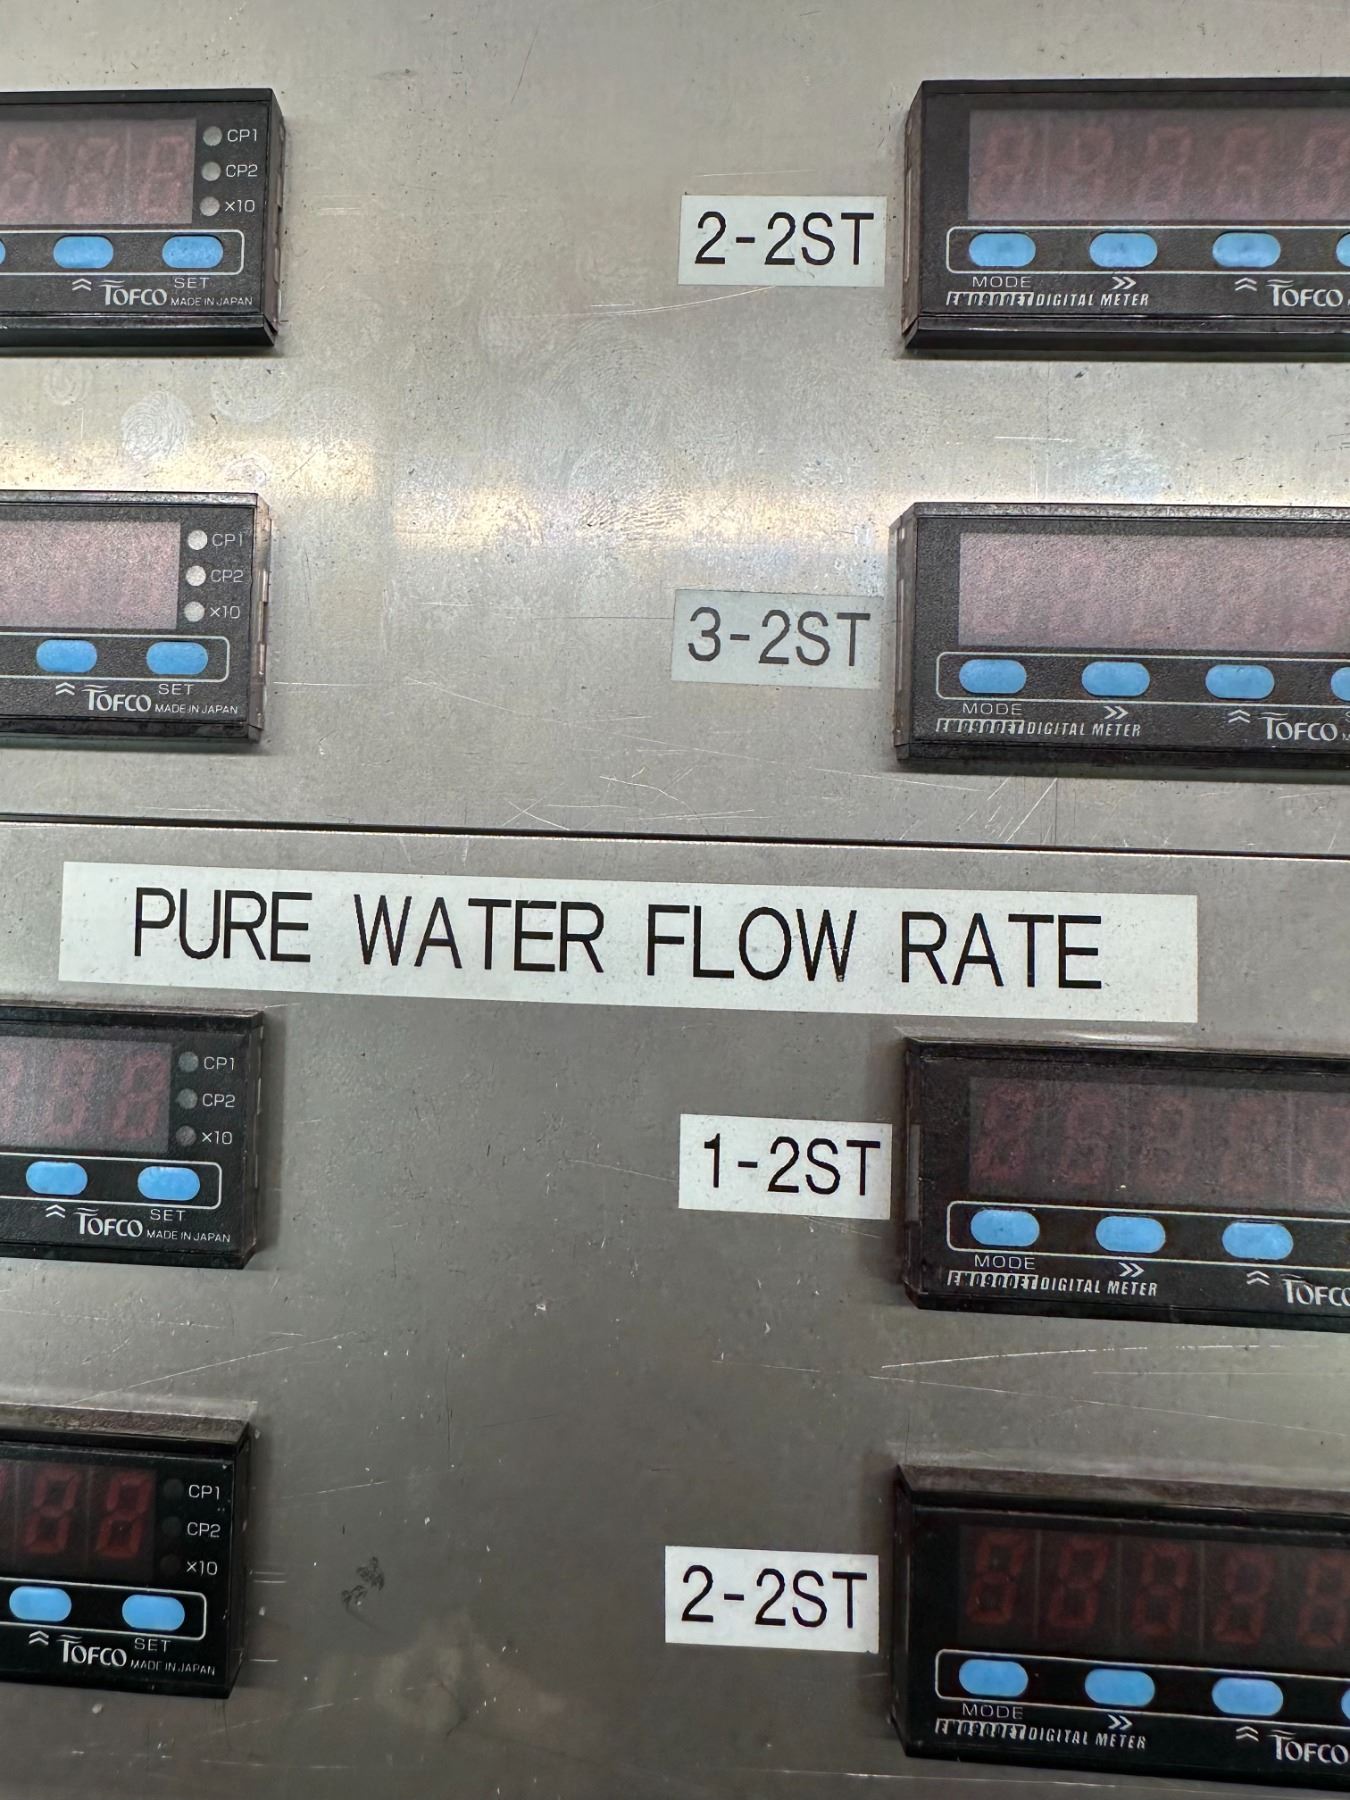 CP1
CP2
×10
SET
TOFCO MADE IN JAPAN
2-2ST
MODE
DIGITAL METER
TOFCO
CP1
CP2
×10
SET
TOFCO MADE IN JAPAN
3-2ST
MODE
DIGITAL METER
TOFCO
PURE WATER FLOW RATE
CP1
CP2
×10
SET
TOFCO MADE IN JAPAN
1-2ST
MODE
DIGITAL METER
TOFCO
CP1
CP2
×10
SET
TOFCO MADE IN JAPAN
2-2ST
MODE
DIGITAL METER
TOFCO